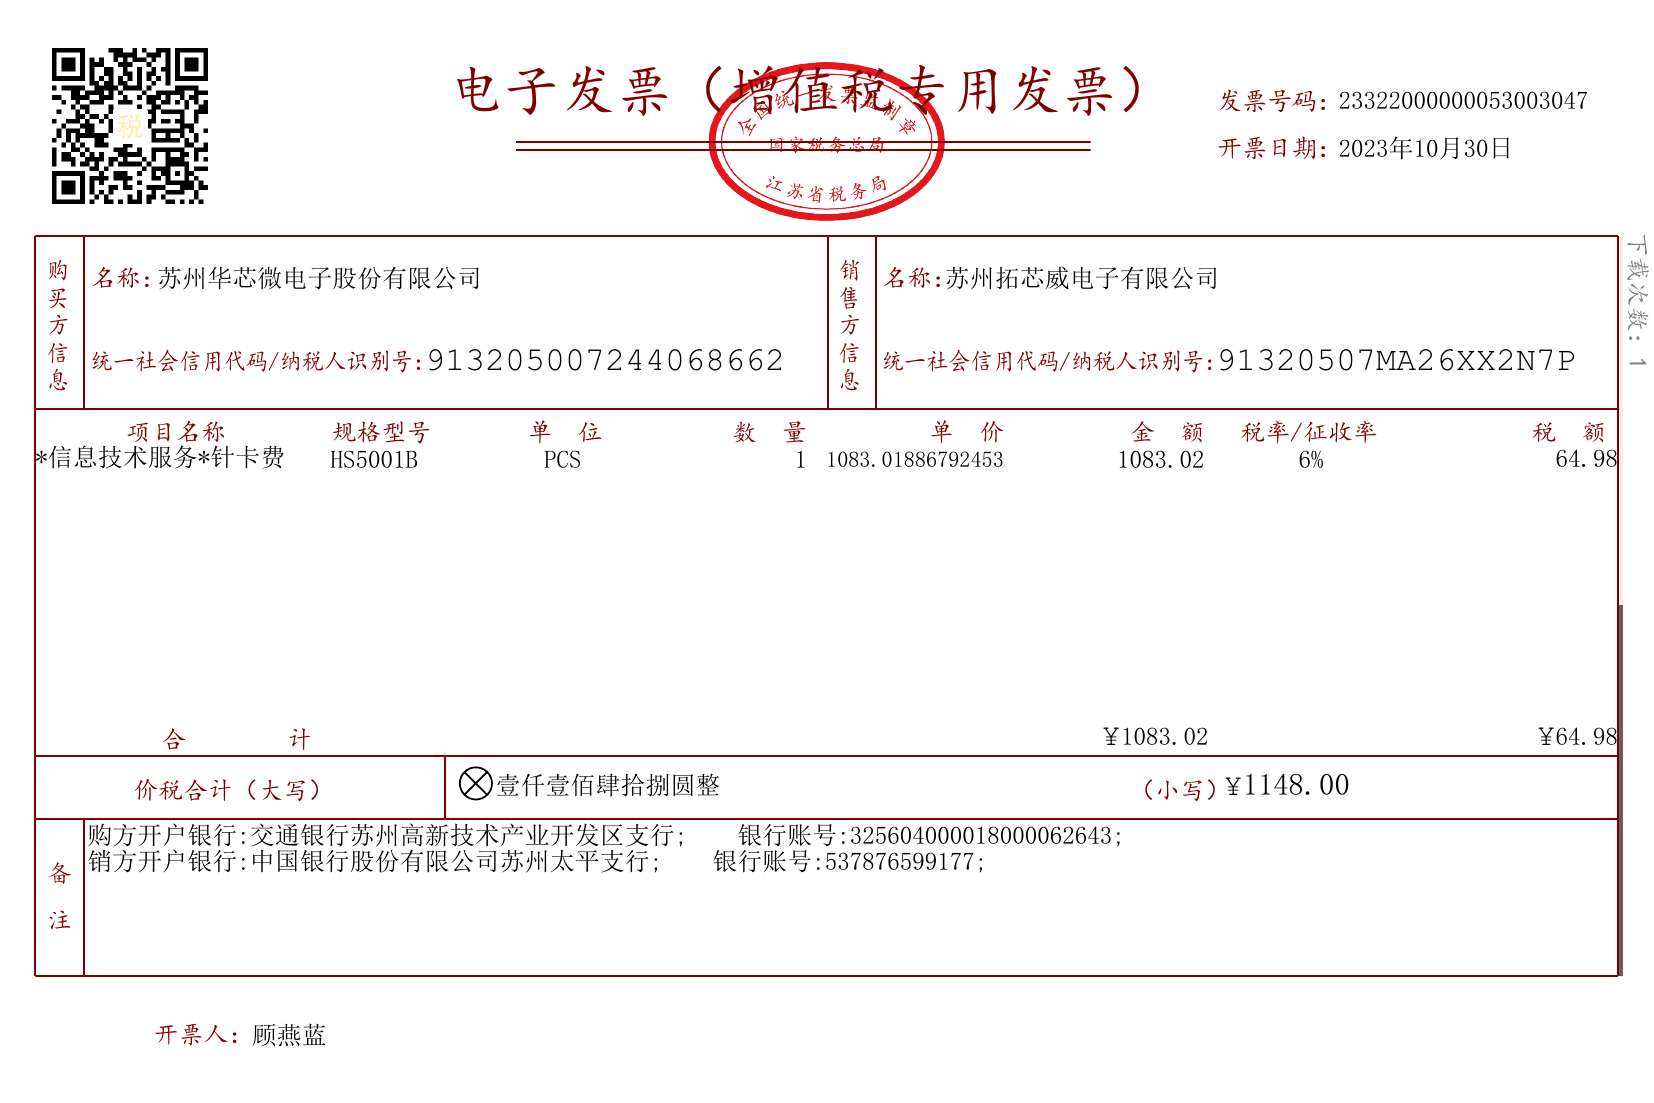 电子发票（增值税专用发票）
全国统一发票监制章
国家税务总局
江苏省税务局
发票号码：23322000000053003047
开票日期：2023年10月30日
税
下载次数：1
购买方信息
名称：苏州华芯微电子股份有限公司
统一社会信用代码/纳税人识别号：913205007244068662
销售方信息
名称：苏州拓芯威电子有限公司
统一社会信用代码/纳税人识别号：91320507MA26XX2N7P
项目名称 规格型号 单位 数量 单价 金额 税率/征收率 税额
*信息技术服务*针卡费 HS5001B PCS 1 1083.01886792453 1083.02 6% 64.98
合计 ¥1083.02 ¥64.98
价税合计（大写） ⊗壹仟壹佰肆拾捌圆整 （小写）¥1148.00
备注
购方开户银行:交通银行苏州高新技术产业开发区支行; 银行账号:325604000018000062643;
销方开户银行:中国银行股份有限公司苏州太平支行; 银行账号:537876599177;
开票人：顾燕蓝